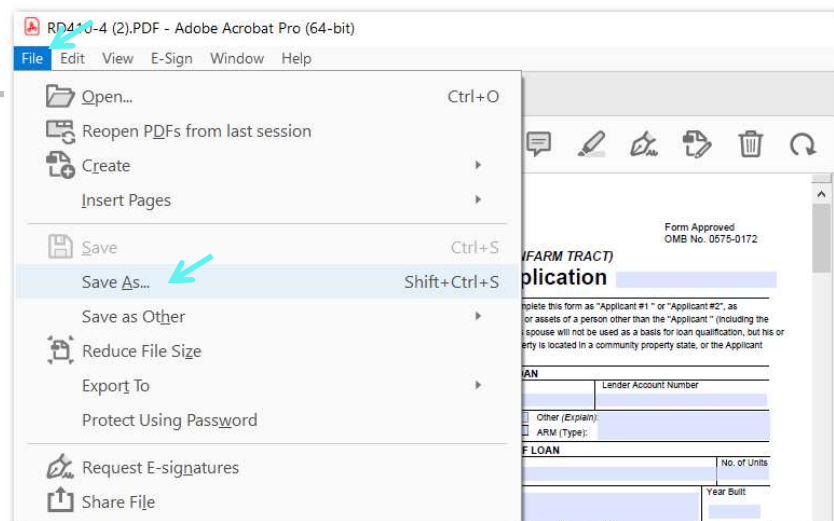 RD410-4 (2).PDF - Adobe Acrobat Pro (64-bit)
File Edit View E-Sign Window Help
Open... Ctrl+O
Reopen PDFs from last session
Create
Insert Pages
Save Ctrl+S
Save As... Shift+Ctrl+S
Save as Other
Reduce File Size
Export To
Protect Using Password
Request E-signatures
Share File
Form Approved
OMB No. 0575-0172
FARM TRACT)
plication
plete this form as "Applicant #1 " or "Applicant #2", as
or assets of a person other than the "Applicant " (including the
spouse will not be used as a basis for loan qualification, but his or
erty is located in a community property state, or the Applicant
AN
Lender Account Number
Other (Explain):
ARM (Type):
F LOAN
No. of Units
Year Built